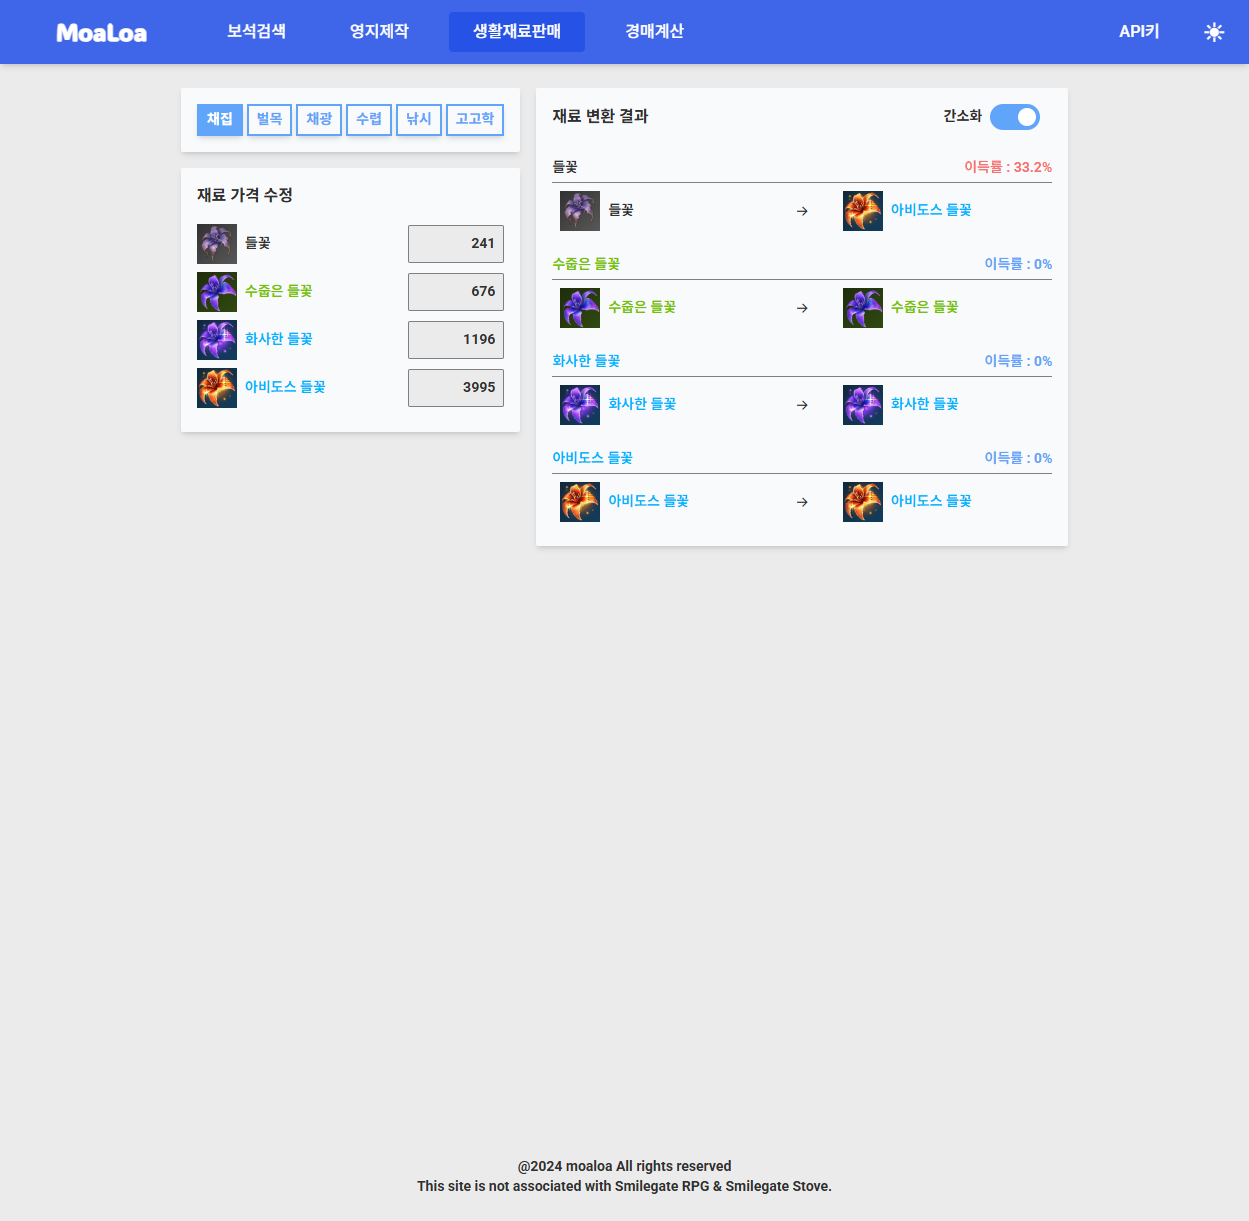 MoaLoa 보석검색 영지제작 생활재료판매 경매계산 API키
채집 벌목 채광 수렵 낚시 고고학
재료 가격 수정
들꽃 241
수줍은 들꽃 676
화사한 들꽃 1196
아비도스 들꽃 3995
재료 변환 결과 간소화
들꽃 이득률 : 33.2%
들꽃 → 아비도스 들꽃
수줍은 들꽃 이득률 : 0%
수줍은 들꽃 → 수줍은 들꽃
화사한 들꽃 이득률 : 0%
화사한 들꽃 → 화사한 들꽃
아비도스 들꽃 이득률 : 0%
아비도스 들꽃 → 아비도스 들꽃
@2024 moaloa All rights reserved
This site is not associated with Smilegate RPG & Smilegate Stove.